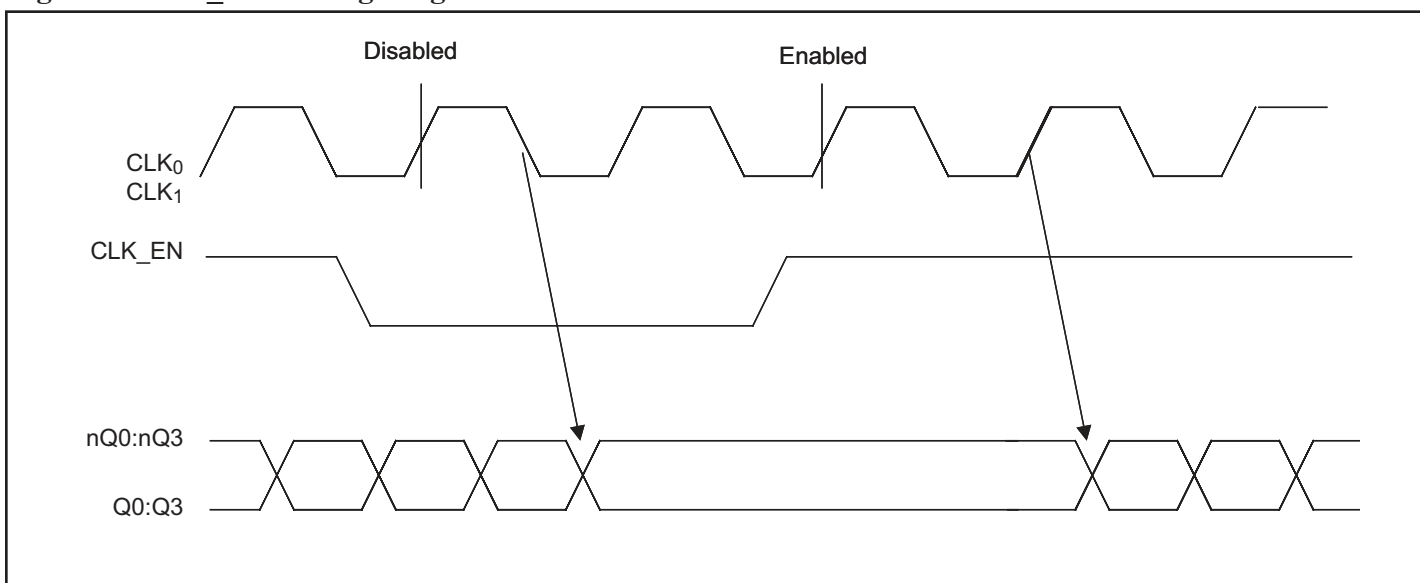 Disabled
Enabled
CLK0
CLK1
CLK_EN
nQ0:nQ3
Q0:Q3